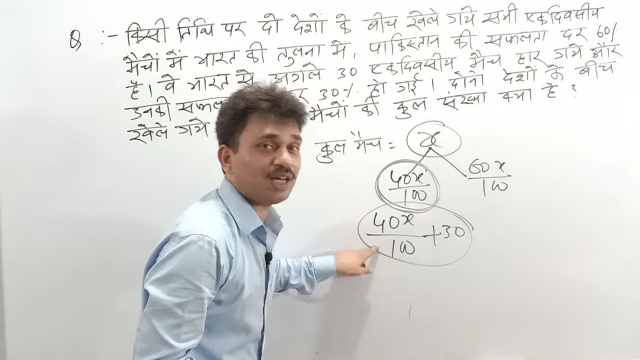 Q :- किसी तिथि पर दो देशों के बीच खेले गये सभी एकदिवसीय
मैचों में भारत की तुलना में, पाकिस्तान की सफलता दर 60%
है। वे भारत से अगले 30 एकदिवसीय मैच हार गये और
उनकी सफलता 30% हो गई। दोनो देशों के बीच
खेले गये मैचों की कुल संख्या क्या है?
कुल मैच = x
40x/100 60x/100
40x/100 + 30